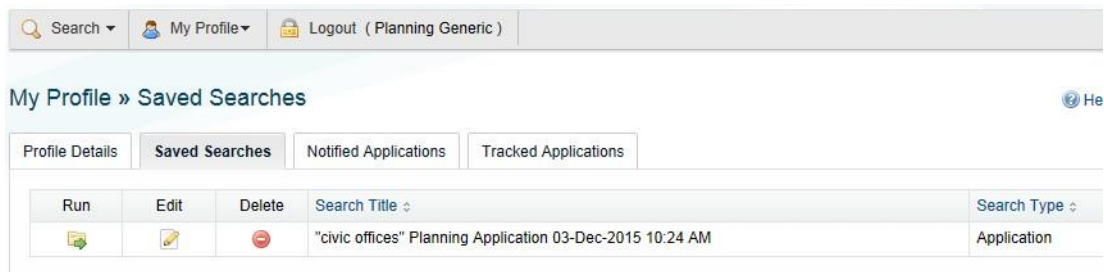 Search My Profile Logout ( Planning Generic )
My Profile » Saved Searches He
Profile Details Saved Searches Notified Applications Tracked Applications
Run Edit Delete Search Title Search Type
"civic offices" Planning Application 03-Dec-2015 10:24 AM Application